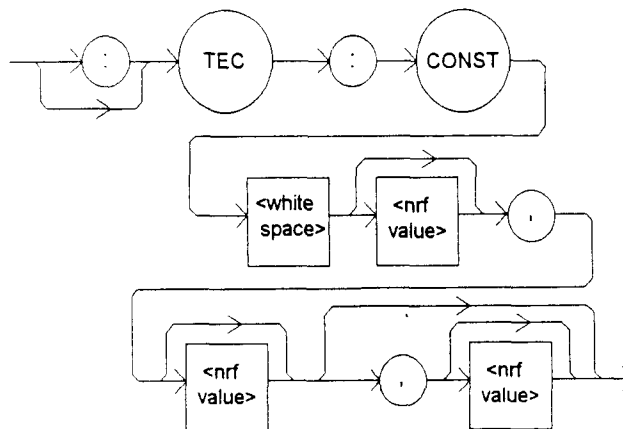 : TEC : CONST
<white space> <nrf value> ,
<nrf value> , <nrf value>